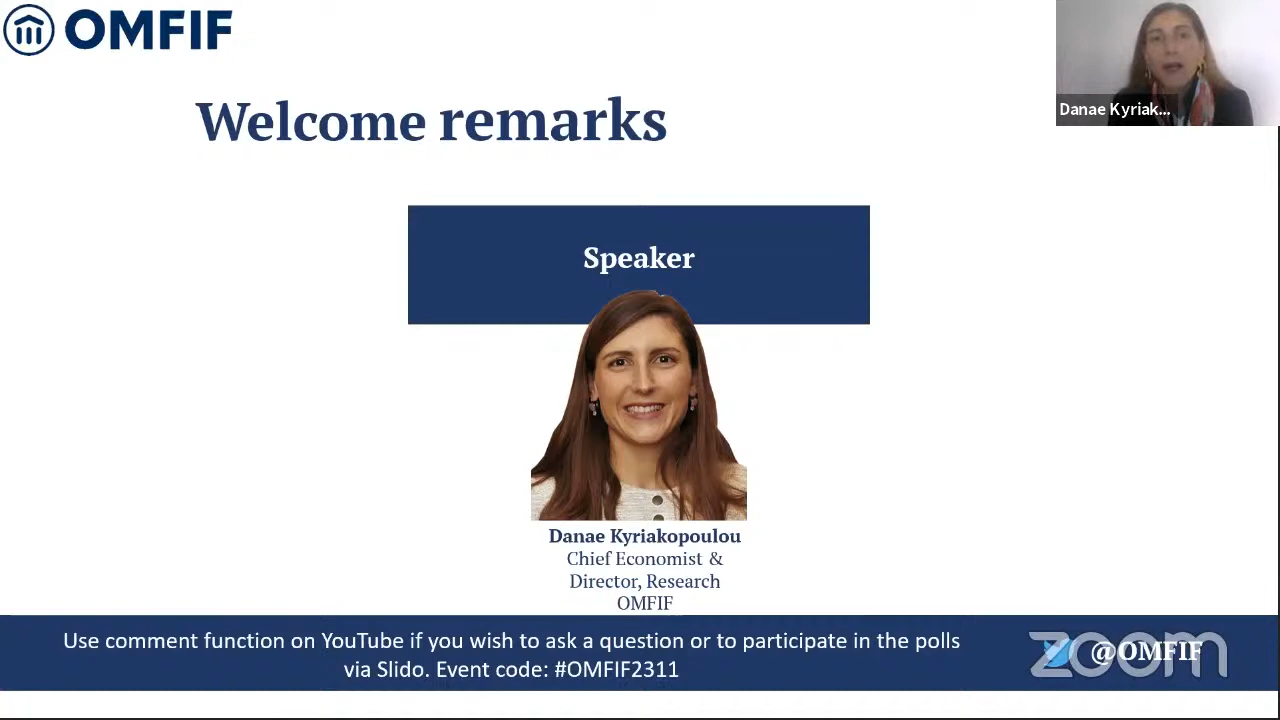 OMFIF
Danae Kyriak...
Welcome remarks
Speaker
Danae Kyriakopoulou
Chief Economist &
Director, Research
OMFIF
Use comment function on YouTube if you wish to ask a question or to participate in the polls
via Slido. Event code: #OMFIF2311
@OMFIF
zoom